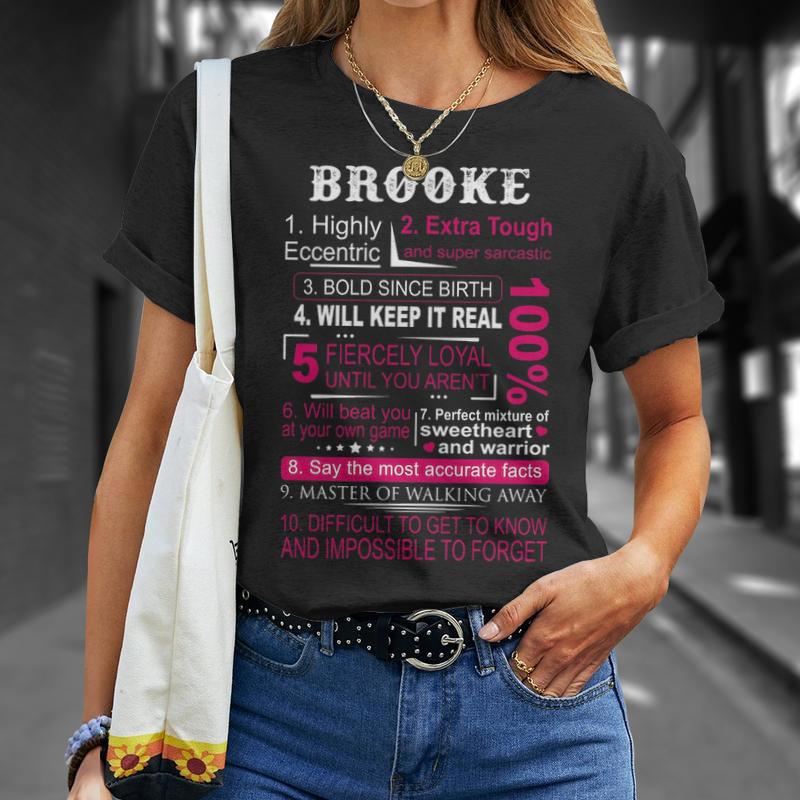 BROOKE
1. Highly
Eccentric
2. Extra Tough
and super sarcastic
3. BOLD SINCE BIRTH
4. WILL KEEP IT REAL
100%
5 FIERCELY LOYAL
UNTIL YOU AREN'T
6. Will beat you
at your own game
7. Perfect mixture of
sweetheart
and warrior
8. Say the most accurate facts
9. MASTER OF WALKING AWAY
10. DIFFICULT TO GET TO KNOW
AND IMPOSSIBLE TO FORGET